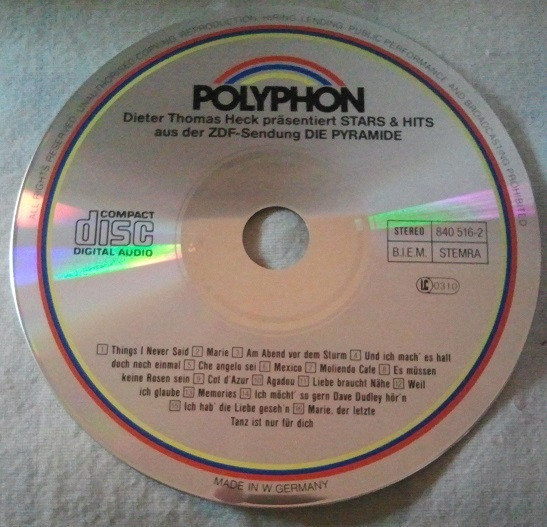 ALL RIGHTS RESERVED · UNAUTHORISED COPYING · REPRODUCTION · HIRING · LENDING · PUBLIC PERFORMANCE AND BROADCASTING PROHIBITED
POLYPHON
Dieter Thomas Heck präsentiert STARS & HITS
aus der ZDF-Sendung DIE PYRAMIDE
COMPACT
disc
DIGITAL AUDIO
STEREO 840 516-2
B.I.E.M. STEMRA
LC 0310
1 Things I Never Said 2 Marie 3 Am Abend vor dem Sturm 4 Und ich mach' es halt
doch noch einmal 5 Che angelo sei 6 Mexico 7 Moliendo Cafe 8 Es müssen
keine Rosen sein 9 Col d'Azur 10 Agadou 11 Liebe braucht Nähe 12 Weil
ich glaube 13 Memories 14 Ich möcht' so gern Dave Dudley hör'n
15 Ich hab' die Liebe geseh'n 16 Marie, der letzte
Tanz ist nur für dich
MADE IN W. GERMANY